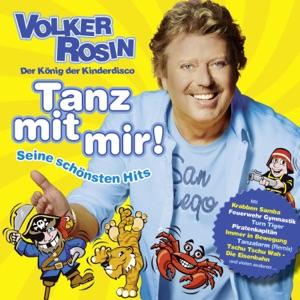 VOLKER
ROSIN
Der König der Kinderdisco
Tanz
mit
mir!
Seine schönsten Hits
San
Diego
Mit
Krabben Samba
Feuerwehr Gymnastik
Turn Tiger
Piratenkapitän
Immer in Bewegung
Tanzalarm (Remix)
Tschu Tschu Wah -
Die Eisenbahn
und vielen anderen ...